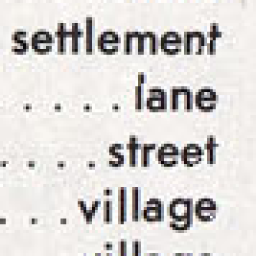 settlement
. . . . lane
. . . . street
. . . village